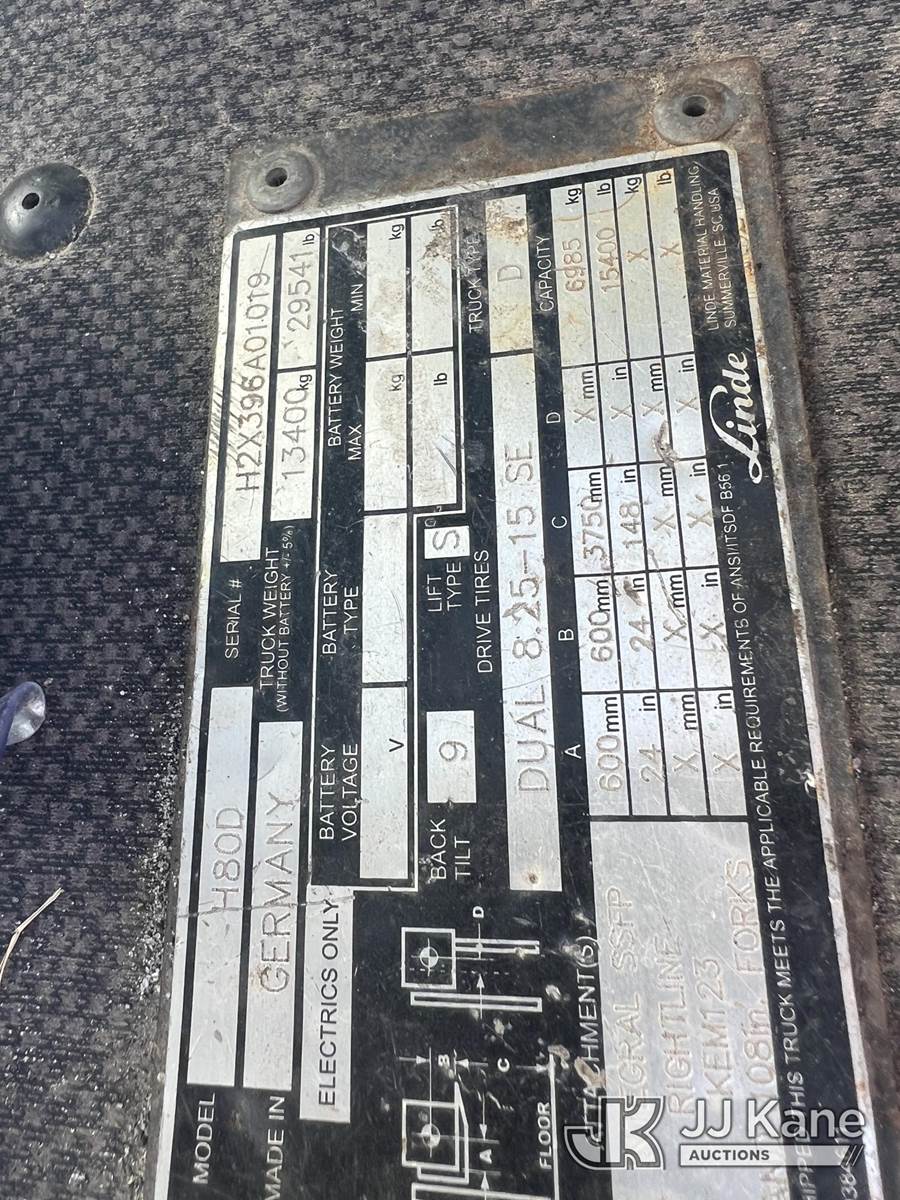 MODEL H80D SERIAL # H2X396A01019
MADE IN GERMANY TRUCK WEIGHT 13400 kg 29541 lb
(WITHOUT BATTERY +/- 5%)
ELECTRICS ONLY
BATTERY VOLTAGE V
BATTERY TYPE
BATTERY WEIGHT
MAX kg lb
MIN kg lb
BACK TILT 9 LIFT TYPE S
DRIVE TIRES TRUCK TYPE
DUAL 8.25-15 SE D
A B C D CAPACITY
600 mm 600 mm 3750 mm X mm 6985 kg
24 in 24 in 148 in X in 15400 lb
X mm X mm X mm X mm X kg
X in X in X in X in X lb
A B C D
FLOOR
SSFP
RIGHTLINE
FORKS
THIS TRUCK MEETS THE APPLICABLE REQUIREMENTS OF ANSI/ITSDF B56.1
Linde
LINDE MATERIAL HANDLING
SUMMERVILLE, SC USA
JK JJ Kane
AUCTIONS